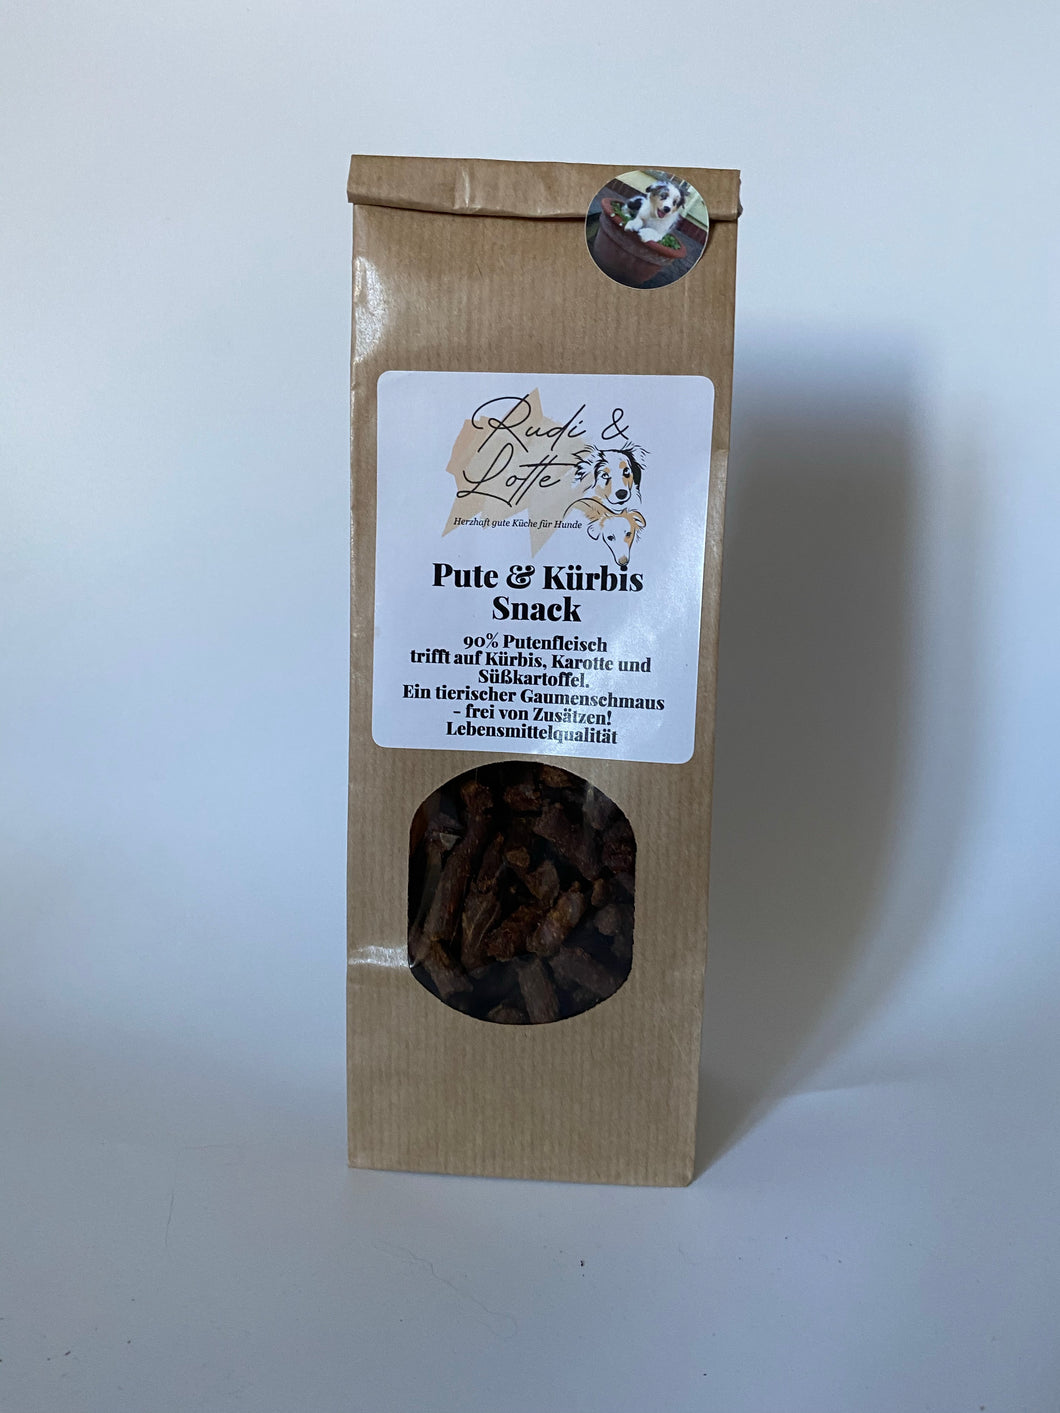 Rudi &
Lotte
Herzhaft gute Küche für Hunde
Pute & Kürbis
Snack
90% Putenfleisch
trifft auf Kürbis, Karotte und
Süßkartoffel.
Ein tierischer Gaumenschmaus
- frei von Zusätzen!
Lebensmittelqualität